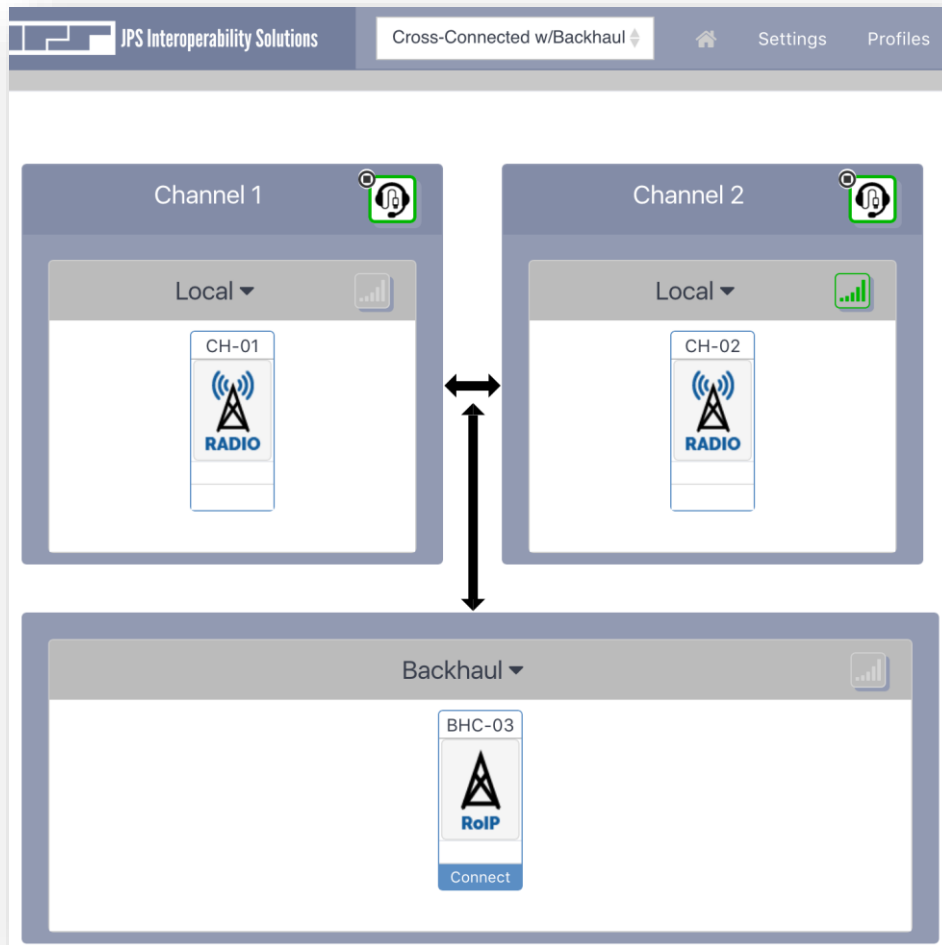 JPS Interoperability Solutions
Cross-Connected w/Backhaul
Settings
Profiles
Channel 1
Channel 2
Local
Local
CH-01
RADIO
CH-02
RADIO
Backhaul
BHC-03
RoIP
Connect